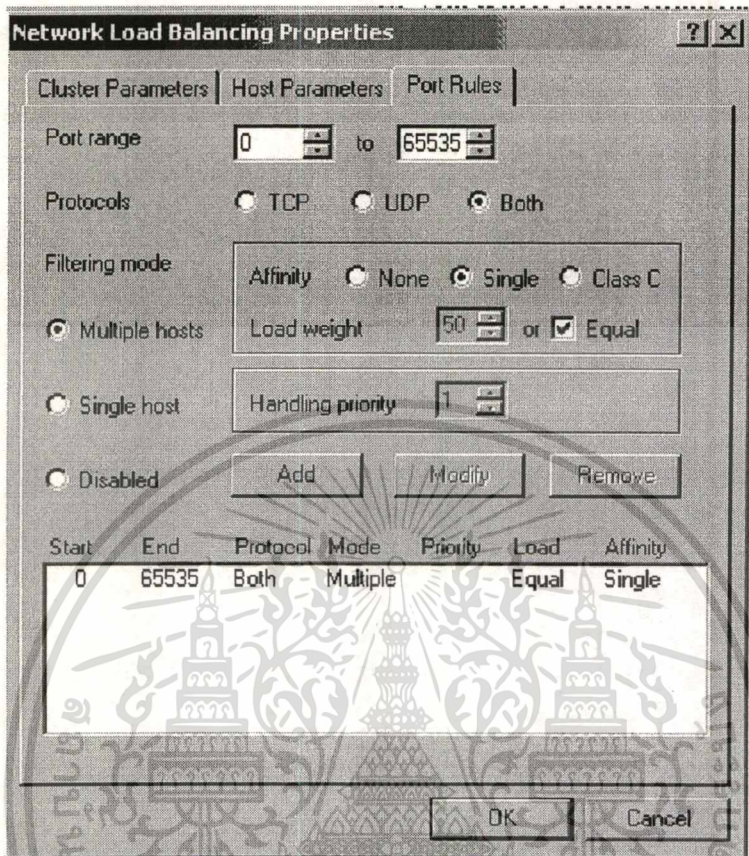 Network Load Balancing Properties
Cluster Parameters Host Parameters Port Rules
Port range 0 to 65535
Protocols TCP UDP Both
Filtering mode
Affinity None Single Class C
Multiple hosts Load weight 50 or Equal
Single host Handling priority 1
Disabled Add Modify Remove
Start End Protocol Mode Priority Load Affinity
0 65535 Both Multiple Equal Single
OK Cancel